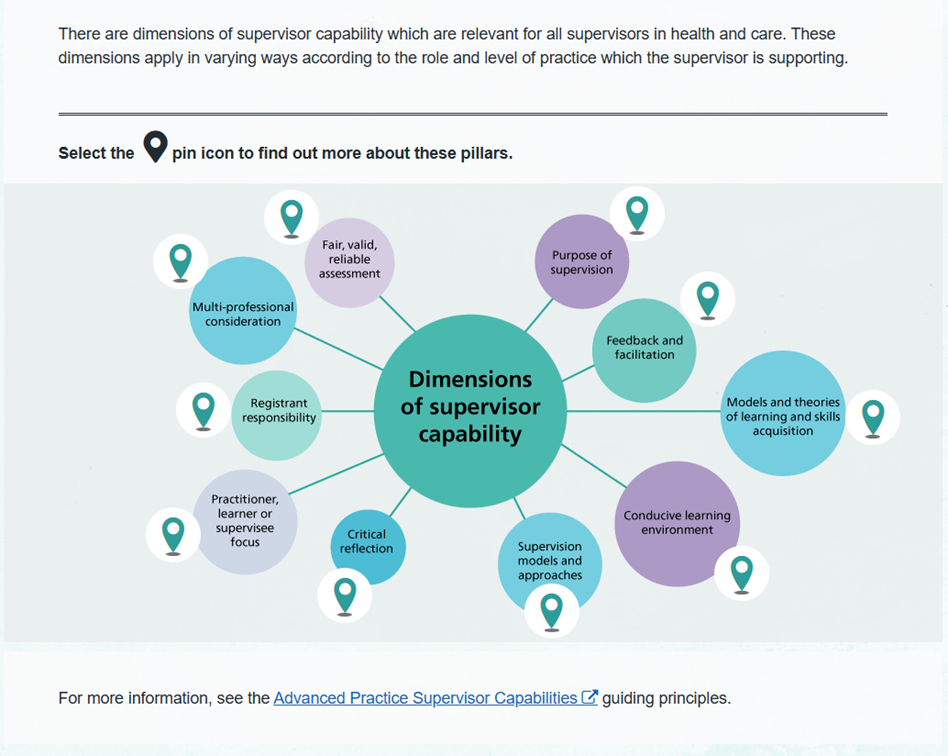 There are dimensions of supervisor capability which are relevant for all supervisors in health and care. These
dimensions apply in varying ways according to the role and level of practice which the supervisor is supporting.
Select the pin icon to find out more about these pillars.
Fair, valid,
reliable
assessment
Purpose of
supervision
Multi-professional
consideration
Feedback and
facilitation
Dimensions
of supervisor
capability
Registrant
responsibility
Models and theories
of learning and skills
acquisition
Practitioner,
learner or
supervisee
focus
Critical
reflection
Supervision
models and
approaches
Conducive learning
environment
For more information, see the Advanced Practice Supervisor Capabilities guiding principles.